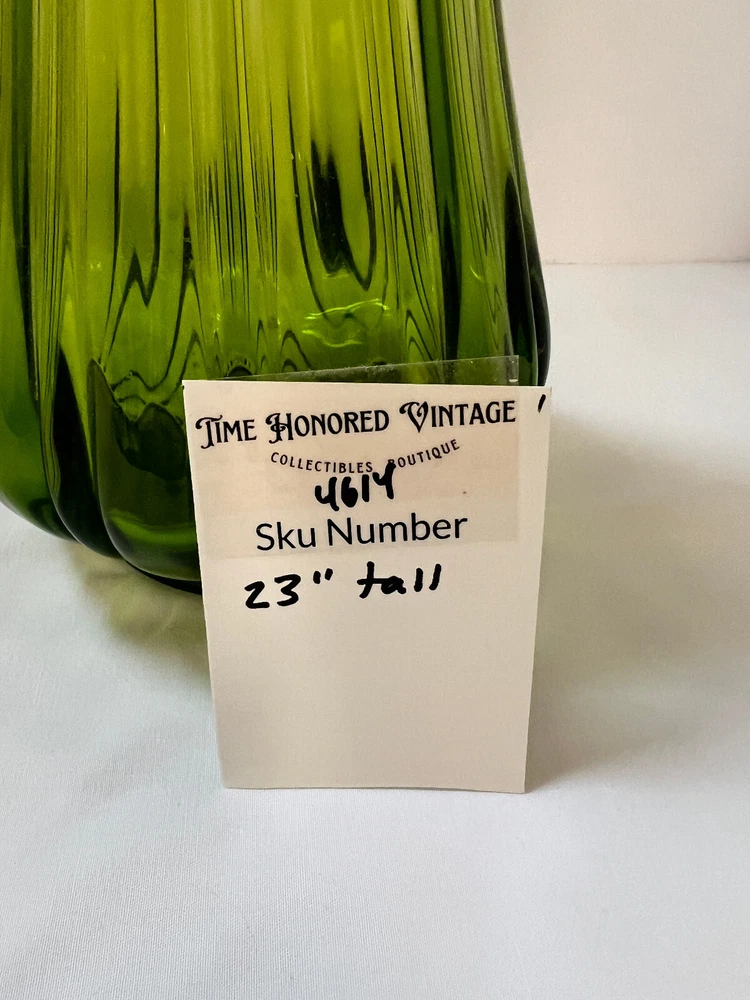 TIME HONORED VINTAGE
COLLECTIBLES BOUTIQUE
4614
Sku Number
23" tall